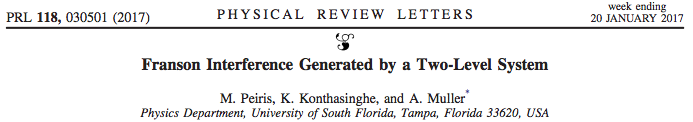 PRL 118, 030501 (2017)
PHYSICAL REVIEW LETTERS
week ending
20 JANUARY 2017
Franson Interference Generated by a Two-Level System
M. Peiris, K. Konthasinghe, and A. Muller*
Physics Department, University of South Florida, Tampa, Florida 33620, USA